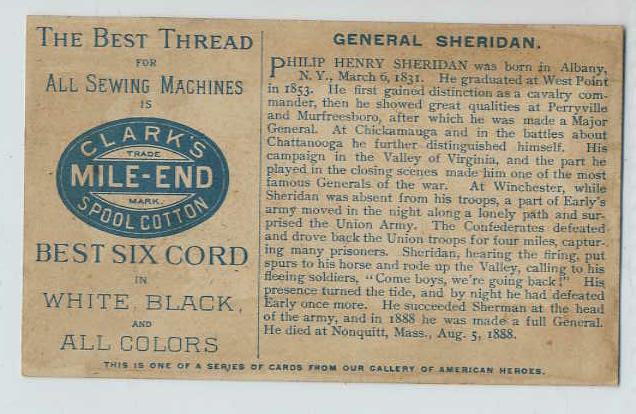 THE BEST THREAD
FOR
ALL SEWING MACHINES
IS
CLARK'S
TRADE
MILE-END
MARK.
SPOOL COTTON
BEST SIX CORD
IN
WHITE, BLACK,
AND
ALL COLORS
GENERAL SHERIDAN.
PHILIP HENRY SHERIDAN was born in Albany,
N. Y., March 6, 1831. He graduated at West Point
in 1853. He first gained distinction as a cavalry com-
mander, then he showed great qualities at Perryville
and Murfreesboro, after which he was made a Major
General. At Chickamauga and in the battles about
Chattanooga he further distinguished himself. His
campaign in the Valley of Virginia, and the part he
played in the closing scenes made him one of the most
famous Generals of the war. At Winchester, while
Sheridan was absent from his troops, a part of Early's
army moved in the night along a lonely path and sur-
prised the Union Army. The Confederates defeated
and drove back the Union troops for four miles, captur-
ing many prisoners. Sheridan, hearing the firing, put
spurs to his horse and rode up the Valley, calling to his
fleeing soldiers, "Come boys, we're going back!" His
presence turned the tide, and by night he had defeated
Early once more. He succeeded Sherman at the head
of the army, and in 1888 he was made a full General.
He died at Nonquitt, Mass., Aug. 5, 1888.
THIS IS ONE OF A SERIES OF CARDS FROM OUR GALLERY OF AMERICAN HEROES.